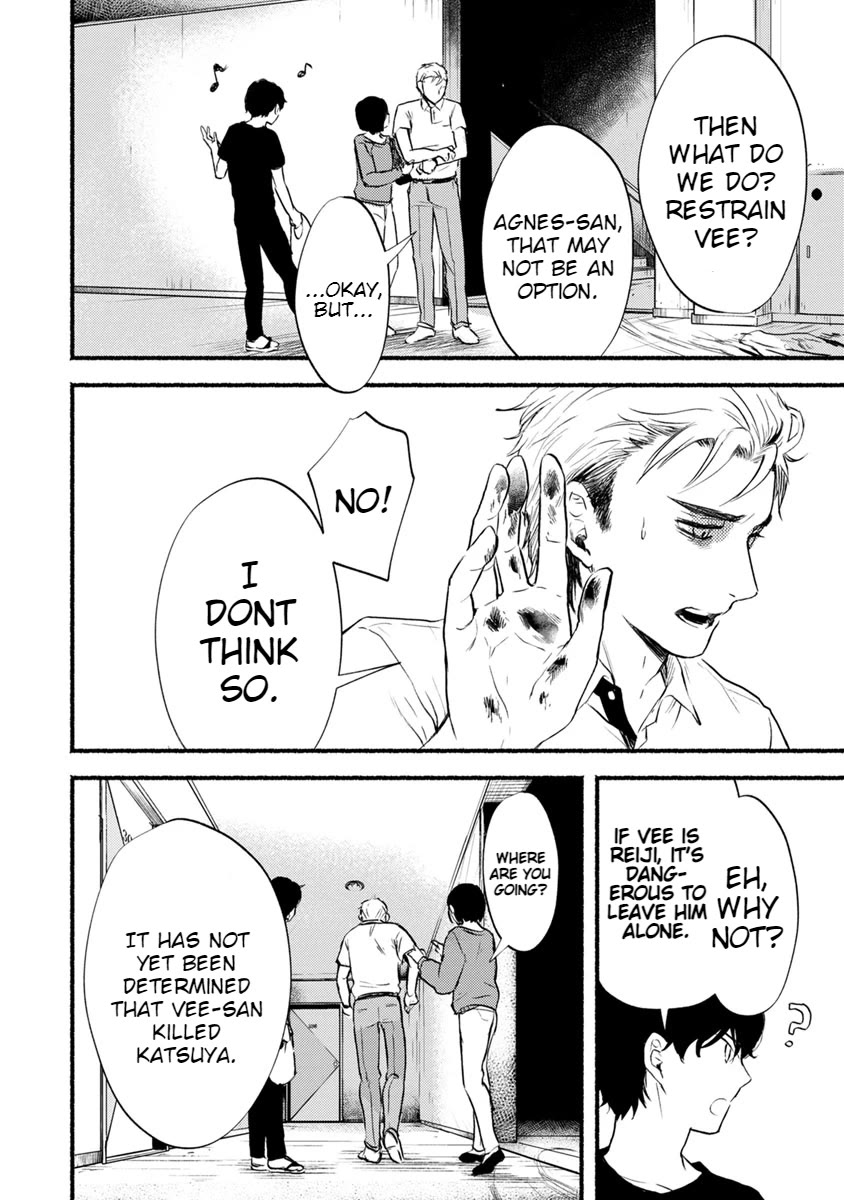 THEN
WHAT DO
WE DO?
RESTRAIN
VEE?
AGNES-SAN,
THAT MAY
NOT BE AN
OPTION.
...OKAY,
BUT...
NO!
I
DONT
THINK
SO.
EH,
WHY
NOT?
IF VEE IS
REIJI, IT'S
DANG-
EROUS TO
LEAVE HIM
ALONE.
?
WHERE
ARE YOU
GOING?
IT HAS NOT
YET BEEN
DETERMINED
THAT VEE-SAN
KILLED
KATSUYA.